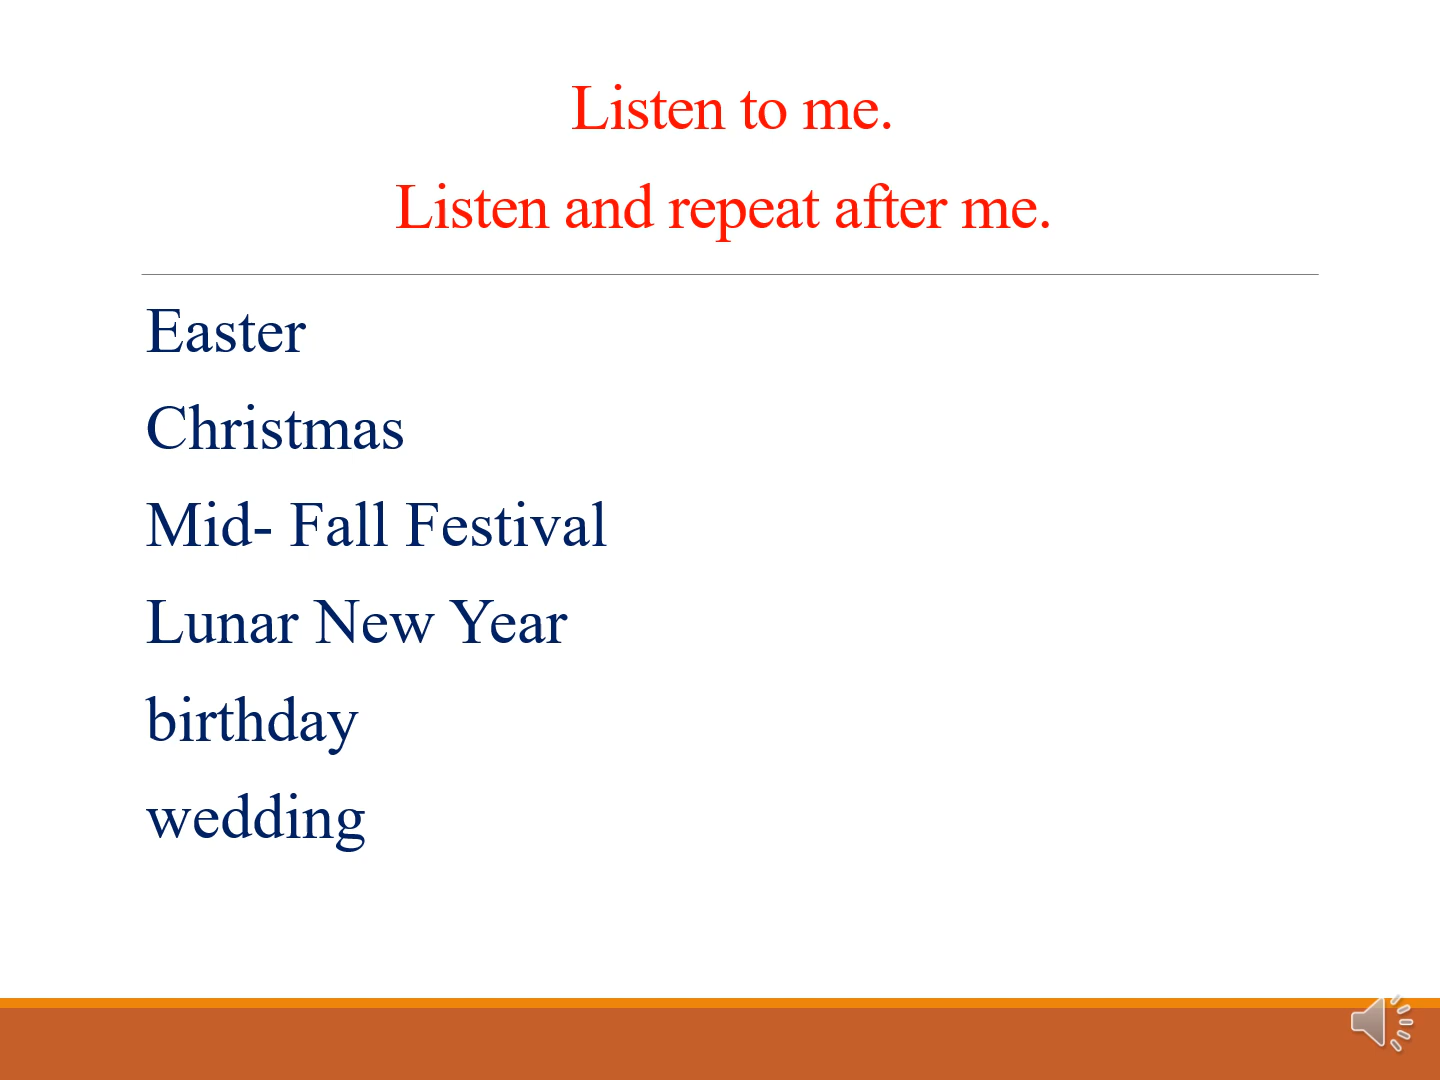 Listen to me.
Listen and repeat after me.
Easter
Christmas
Mid- Fall Festival
Lunar New Year
birthday
wedding